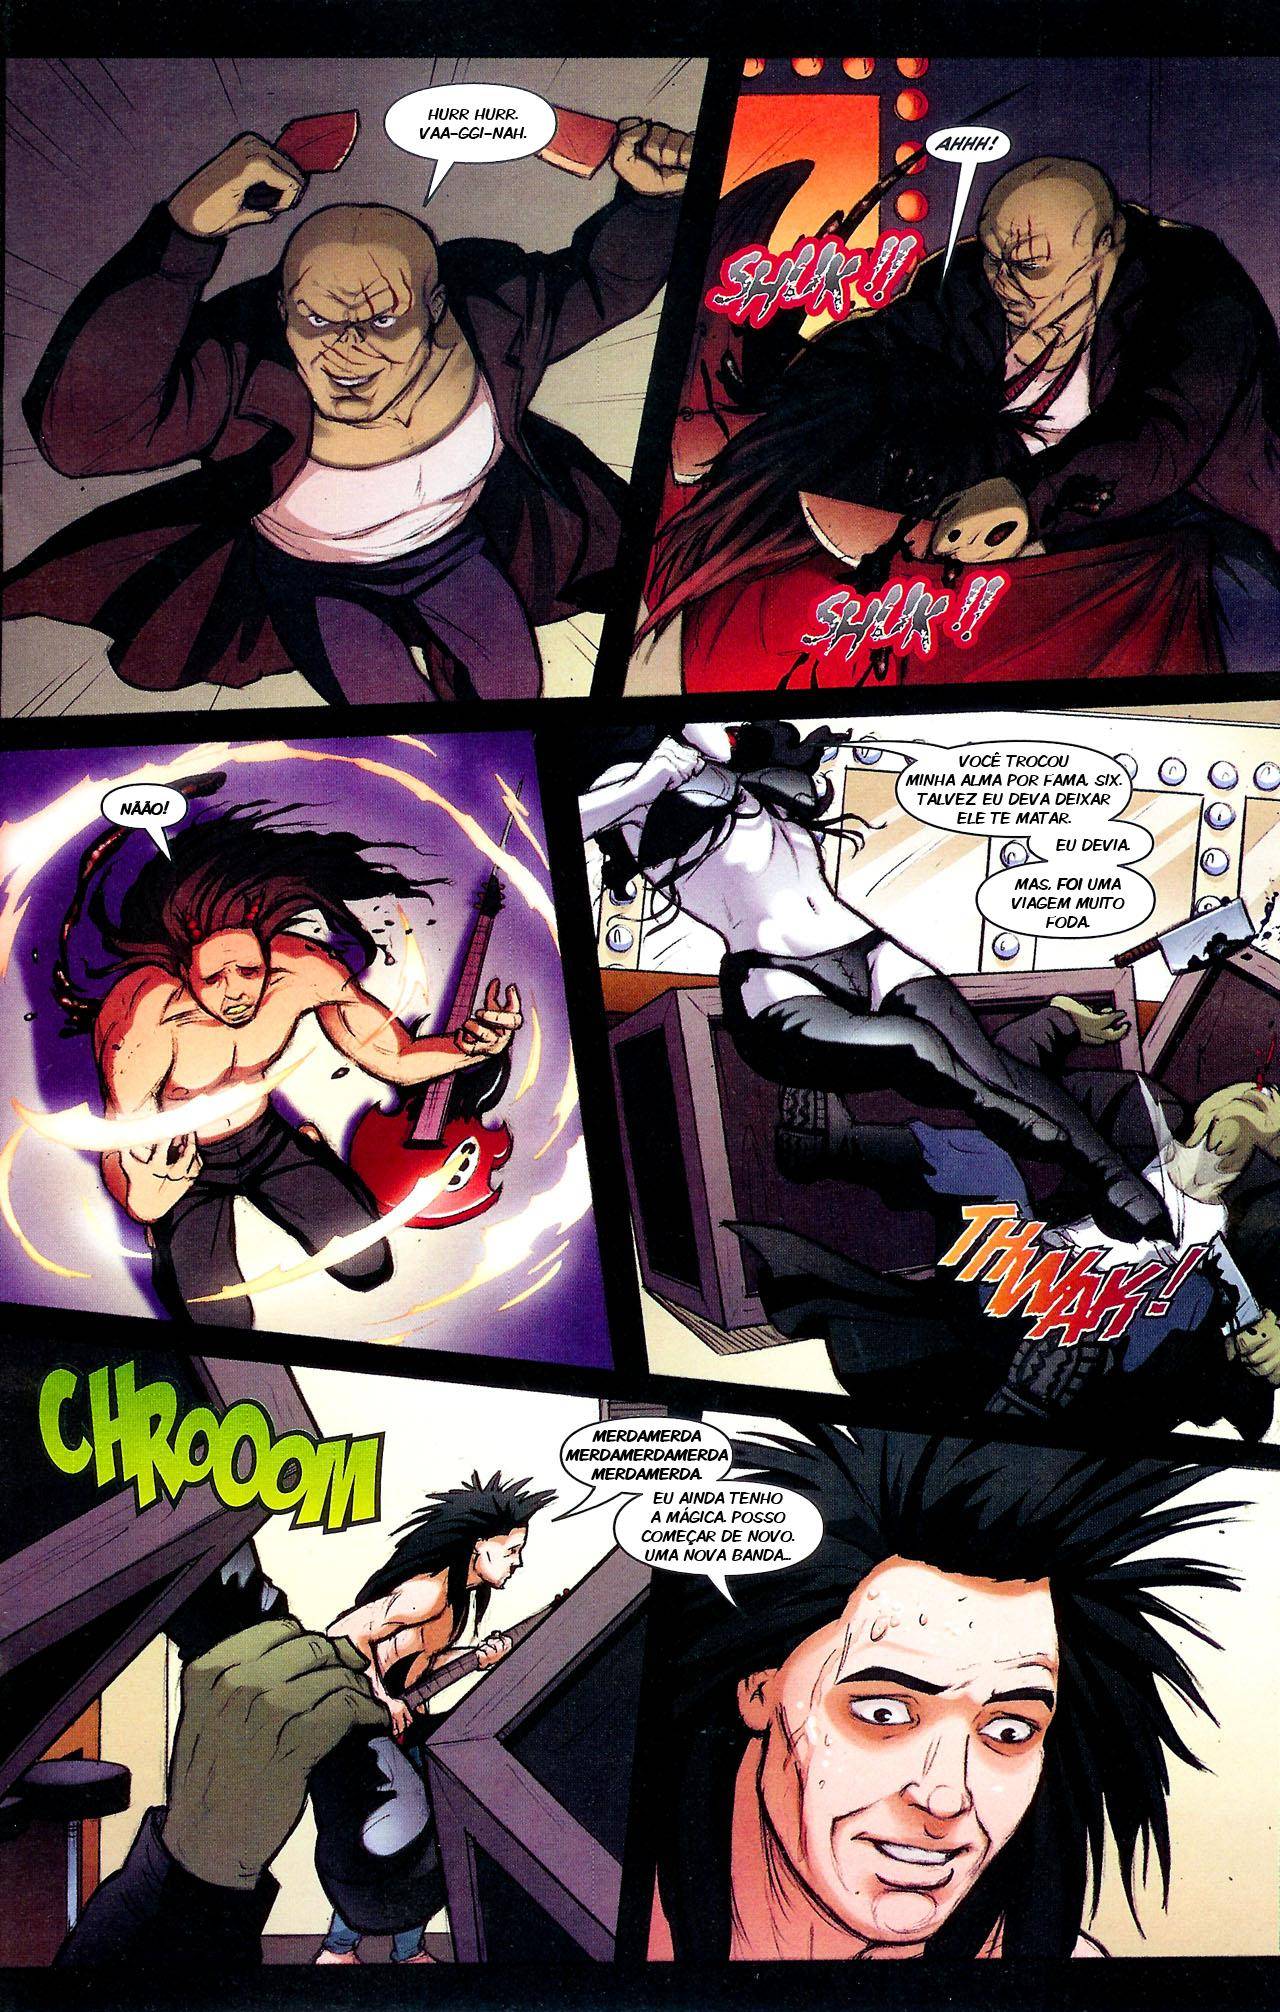 HURR HURR.
VAA-GGI-NAH.
AHHH!
SHUK!!
SHUK!!
NÃÃO!
VOCÊ TROCOU
MINHA ALMA POR FAMA, SIX.
TALVEZ EU DEVA DEIXAR
ELE TE MATAR.
EU DEVIA.
MAS, FOI UMA
VIAGEM MUITO
FODA.
THWAK!
CHROOOM
MERDAMERDA
MERDAMERDAMERDA
MERDAMERDA.
EU AINDA TENHO
A MÁGICA. POSSO
COMEÇAR DE NOVO.
UMA NOVA BANDA...